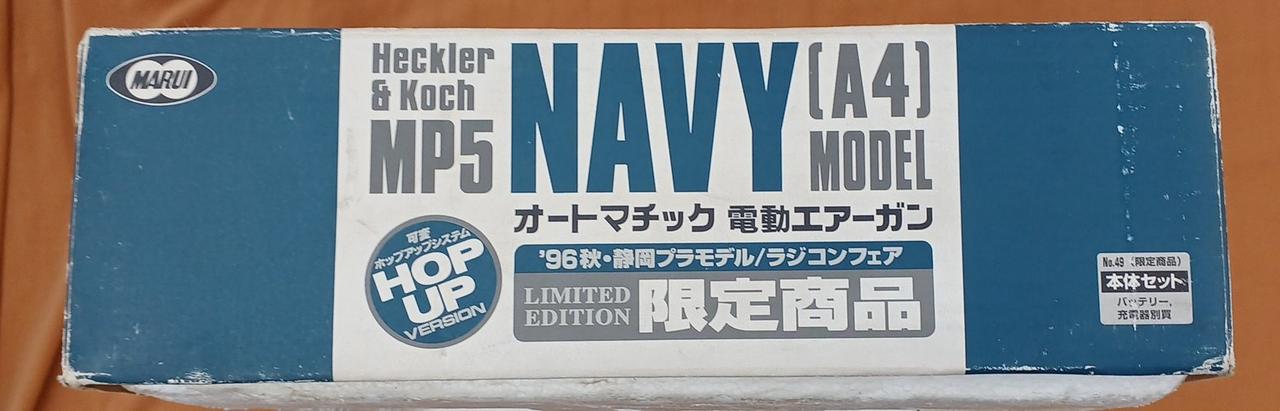 MARUI
Heckler
& Koch
MP5
NAVY
(A4)
MODEL
オートマチック 電動エアーガン
可変
ホップアップシステム
HOP
UP
VERSION
'96秋・静岡プラモデル/ラジコンフェア
LIMITED
EDITION
限定商品
No.49 (限定商品)
本体セット
バッテリー,
充電器別買